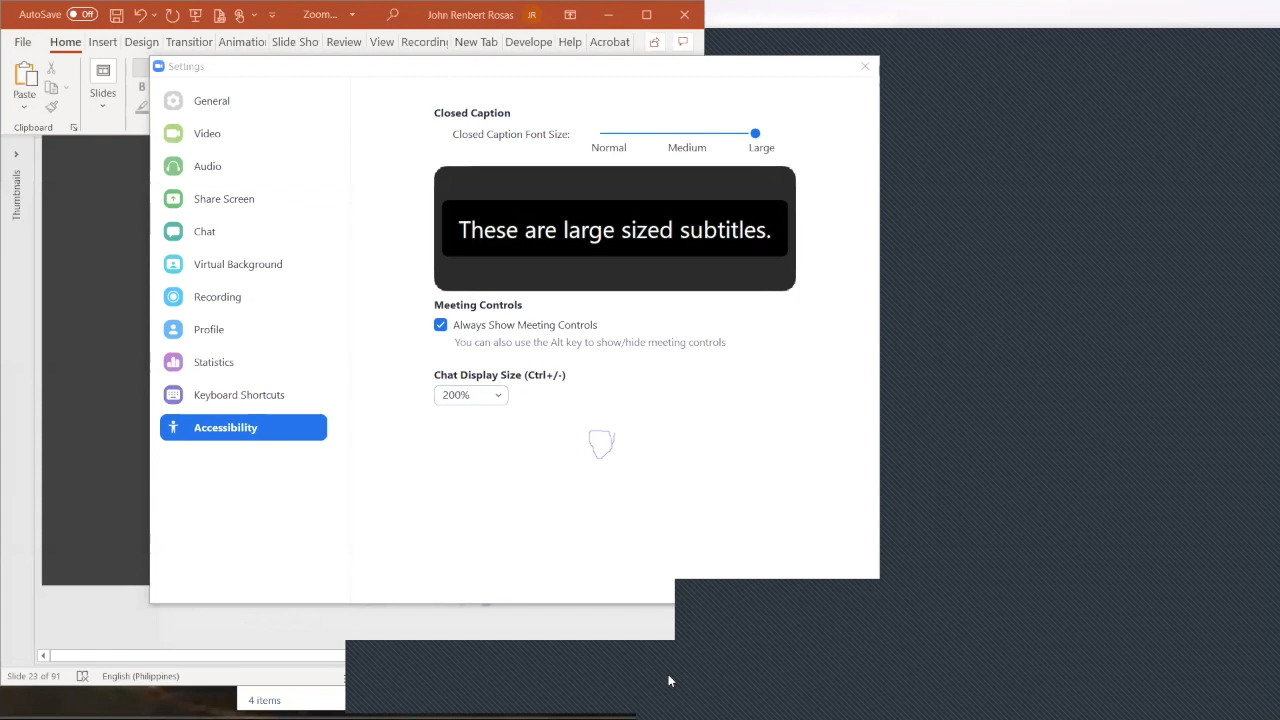 AutoSave Off Zoom... John Renbert Rosas JR
File Home Insert Design Transition Animation Slide Sho Review View Recording New Tab Develope Help Acrobat
Paste
Slides
B
Clipboard
Thumbnails
Settings
General
Video
Audio
Share Screen
Chat
Virtual Background
Recording
Profile
Statistics
Keyboard Shortcuts
Accessibility
Closed Caption
Closed Caption Font Size:
Normal Medium Large
These are large sized subtitles.
Meeting Controls
Always Show Meeting Controls
You can also use the Alt key to show/hide meeting controls
Chat Display Size (Ctrl+/-)
200%
Slide 23 of 91 English (Philippines)
4 items